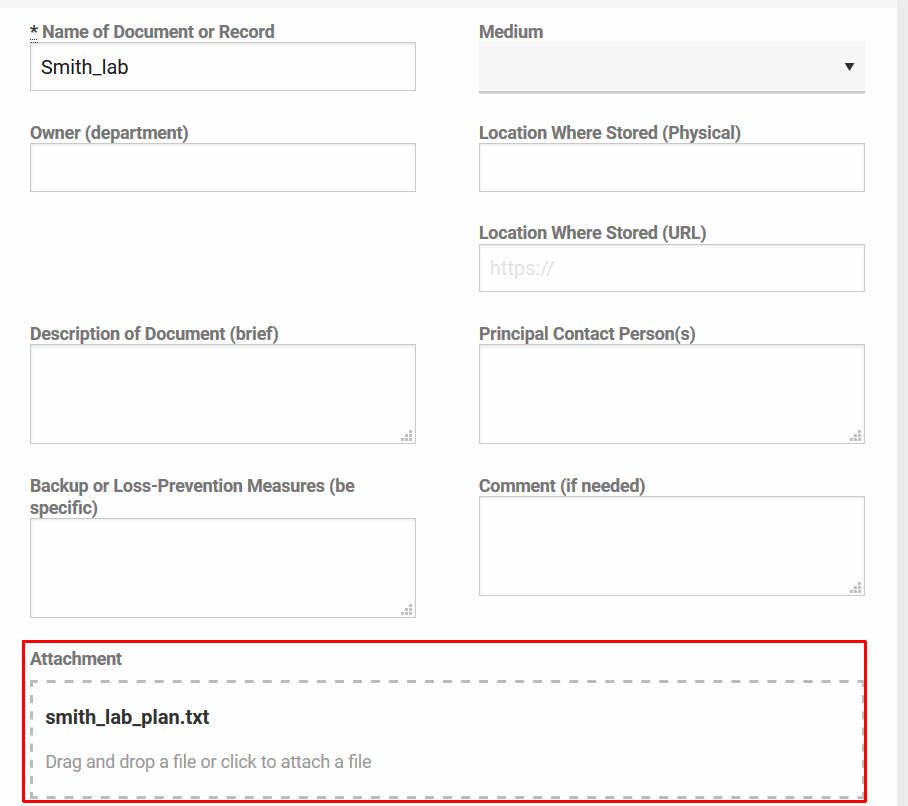 * Name of Document or Record
Smith_lab
Medium
Owner (department)
Location Where Stored (Physical)
Location Where Stored (URL)
https://
Description of Document (brief)
Principal Contact Person(s)
Backup or Loss-Prevention Measures (be
specific)
Comment (if needed)
Attachment
smith_lab_plan.txt
Drag and drop a file or click to attach a file